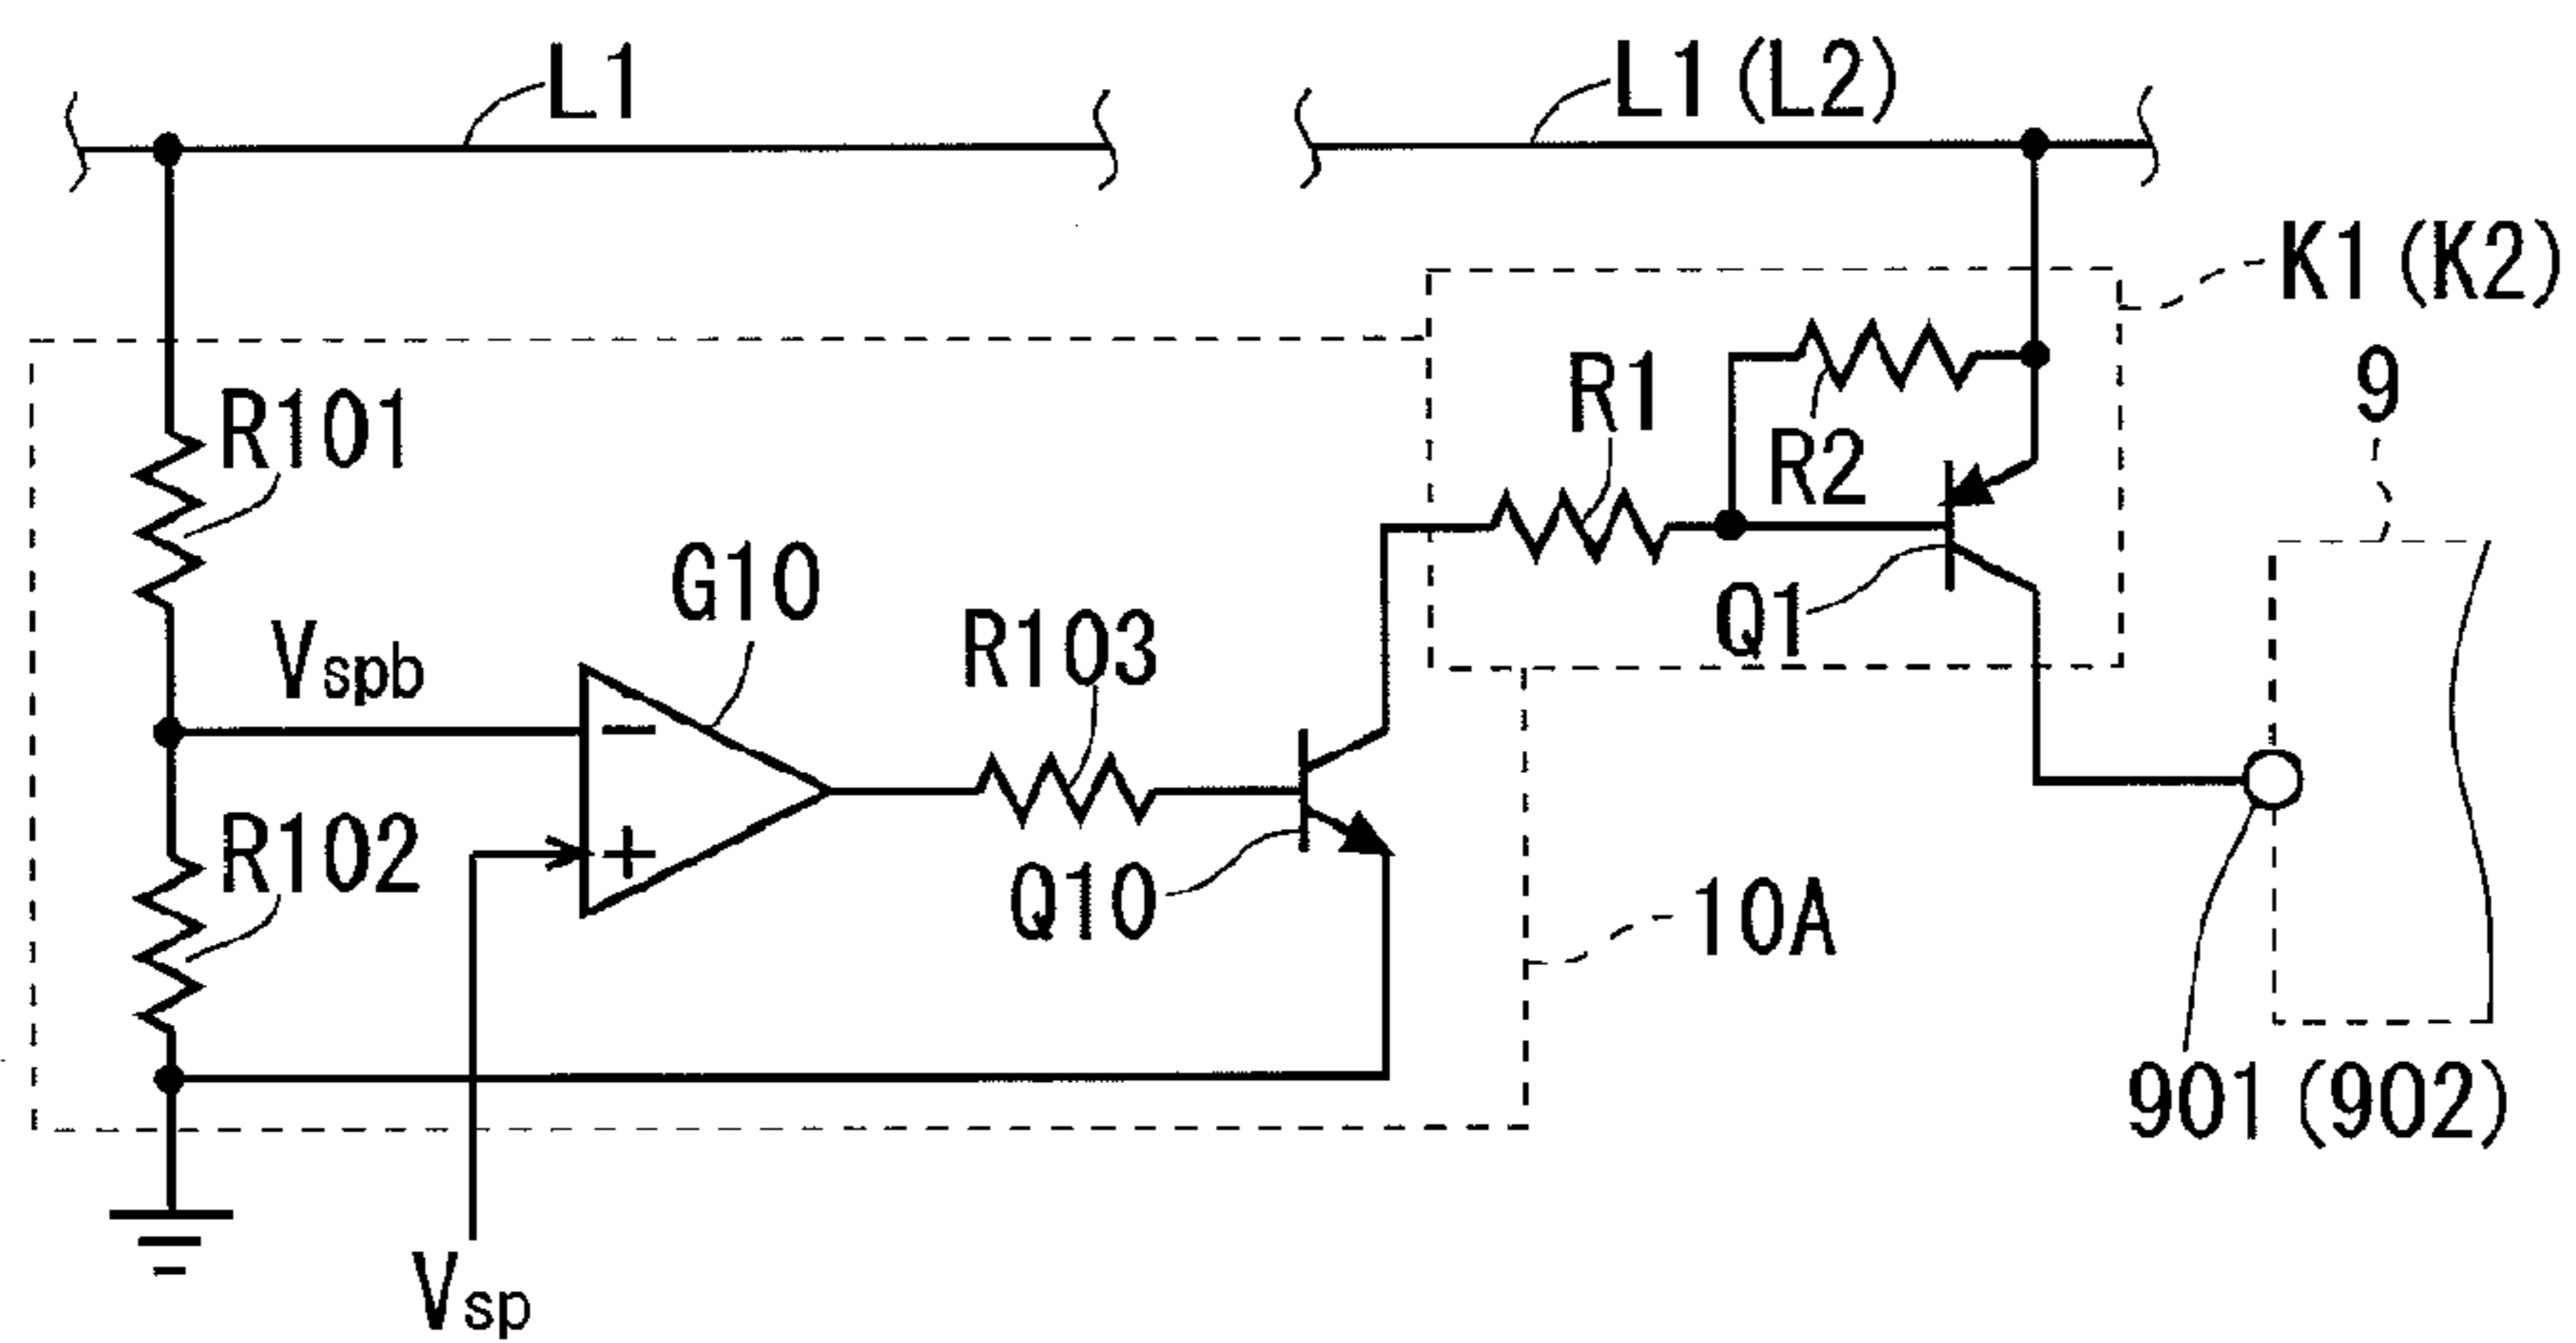 L1
L1 (L2)
K1 (K2)
9
R101
R1
R2
G10
Vspb
R103
Q1
R102
Q10
10A
901 (902)
Vsp
− 
+